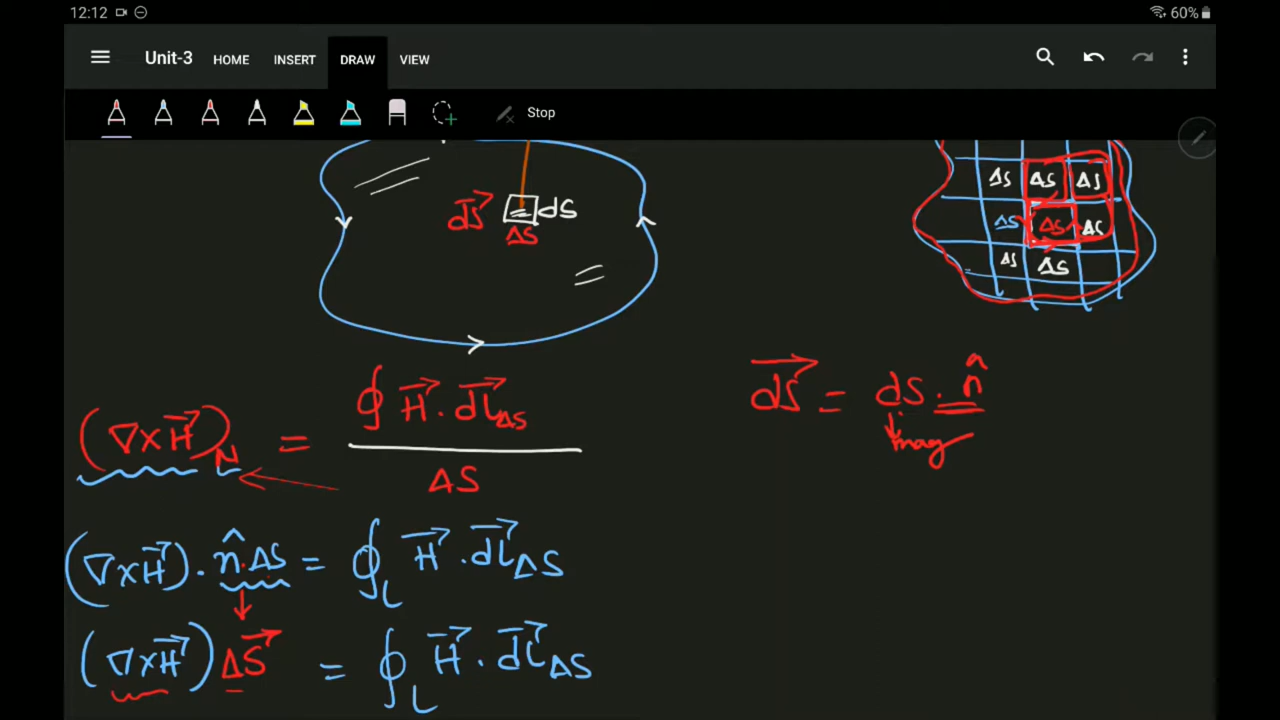 12:12 60%
Unit-3 HOME INSERT DRAW VIEW
Stop
ΔS ΔS ΔS
ΔS ΔS ΔS
ΔS ΔS
dS⃗ dS
ΔS
dS⃗ = dS . n̂
mag
(∇×H⃗)N = ∮ H⃗ . dL⃗ΔS
ΔS
(∇×H⃗) . n̂.ΔS = ∮L H⃗ . dL⃗ΔS
(∇×H⃗) ΔS⃗ = ∮L H⃗ . dL⃗ΔS